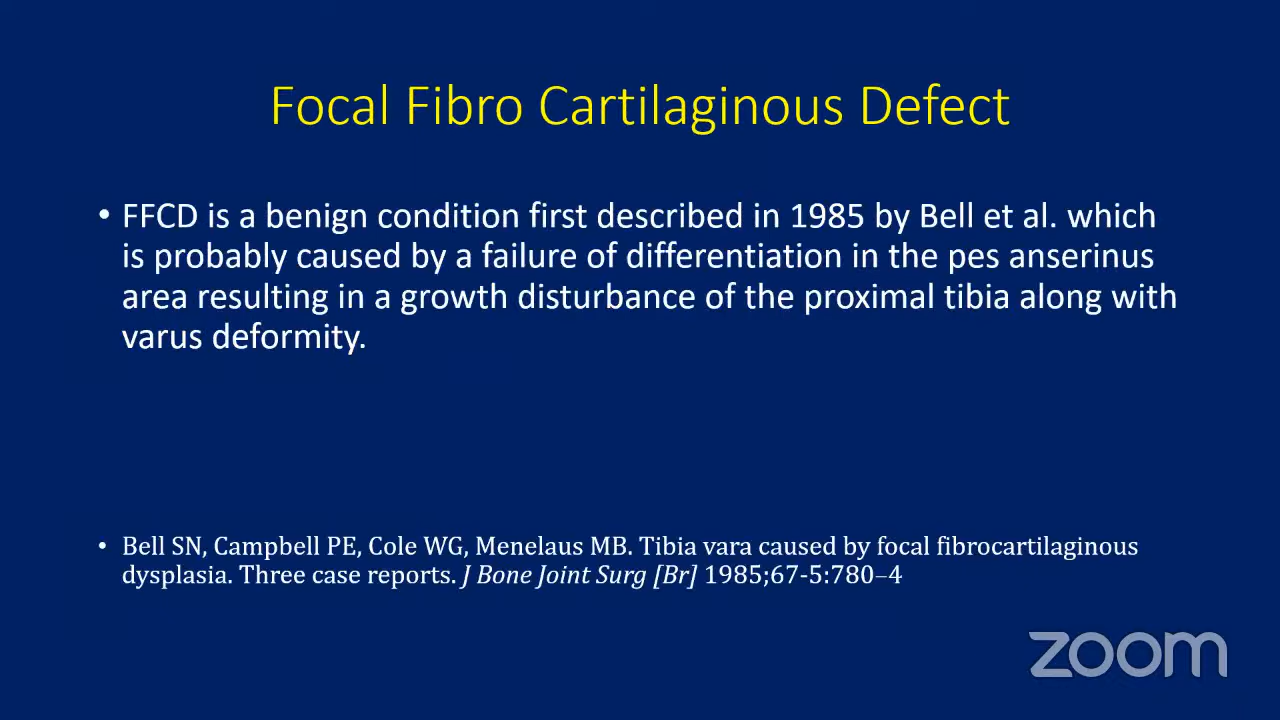 Focal Fibro Cartilaginous Defect
• FFCD is a benign condition first described in 1985 by Bell et al. which
is probably caused by a failure of differentiation in the pes anserinus
area resulting in a growth disturbance of the proximal tibia along with
varus deformity.
• Bell SN, Campbell PE, Cole WG, Menelaus MB. Tibia vara caused by focal fibrocartilaginous
dysplasia. Three case reports. J Bone Joint Surg [Br] 1985;67-5:780–4
zoom